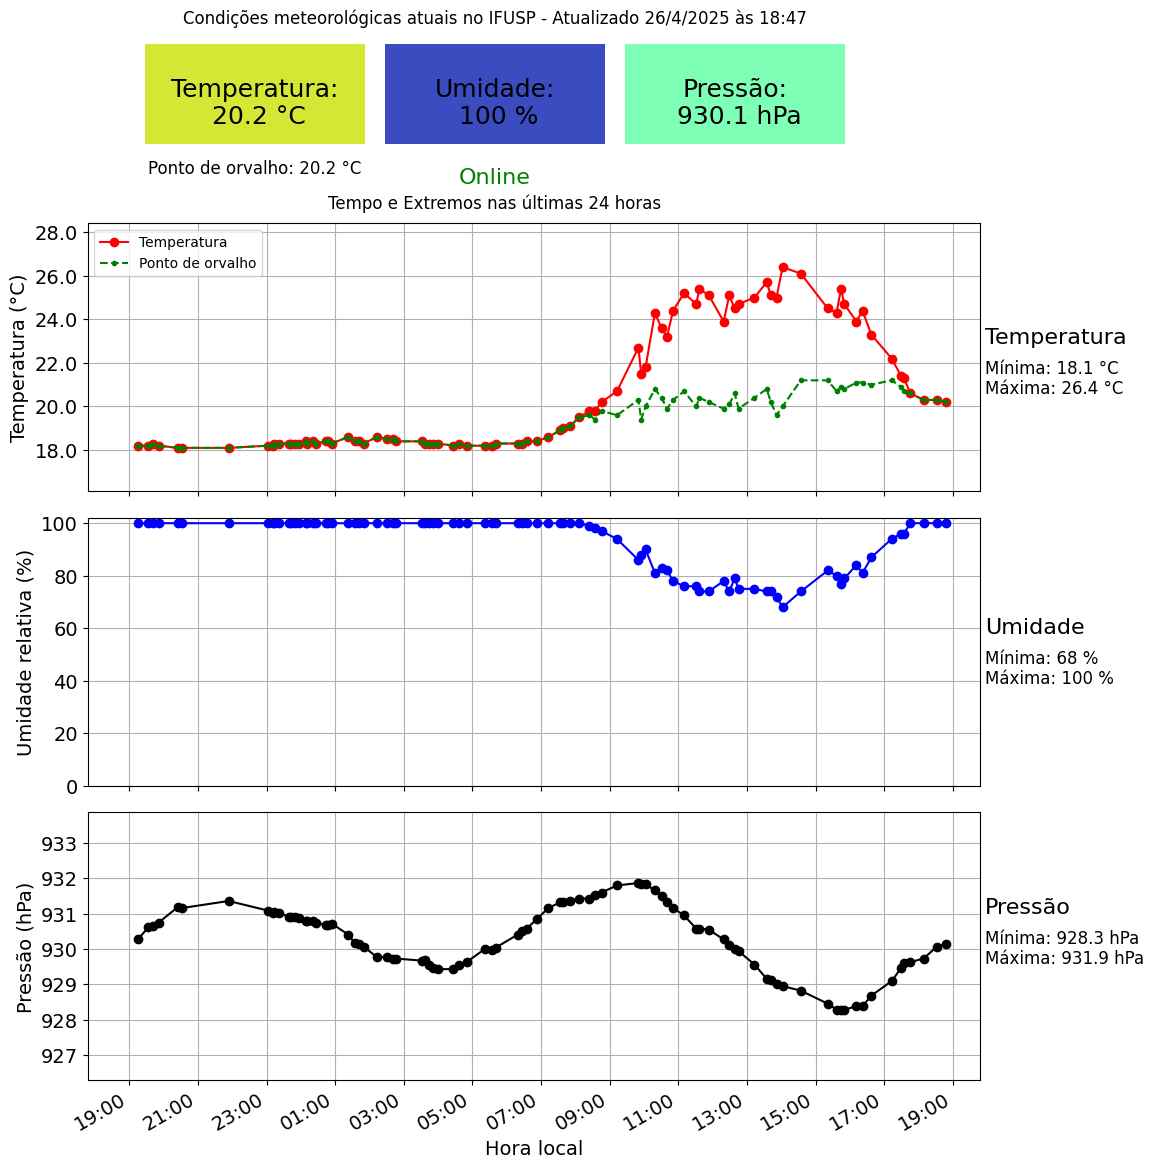 Condições meteorológicas atuais no IFUSP - Atualizado 26/4/2025 às 18:47
Temperatura:
20.2 °C
Umidade:
100 %
Pressão:
930.1 hPa
Ponto de orvalho: 20.2 °C
Online
Tempo e Extremos nas últimas 24 horas
Temperatura (°C)
28.0
26.0
24.0
22.0
20.0
18.0
Temperatura
Ponto de orvalho
Temperatura
Mínima: 18.1 °C
Máxima: 26.4 °C
Umidade relativa (%)
100
80
60
40
20
0
Umidade
Mínima: 68 %
Máxima: 100 %
Pressão (hPa)
933
932
931
930
929
928
927
Pressão
Mínima: 928.3 hPa
Máxima: 931.9 hPa
19:00
21:00
23:00
01:00
03:00
05:00
07:00
09:00
11:00
13:00
15:00
17:00
19:00
Hora local